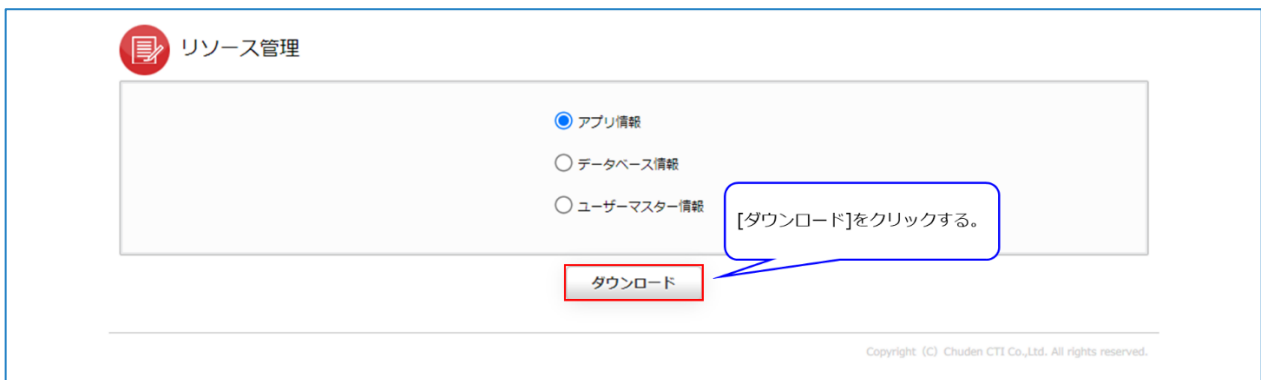 リソース管理
アプリ情報
データベース情報
ユーザーマスター情報
[ダウンロード]をクリックする。
ダウンロード
Copyright (C) Chuden CTI Co.,Ltd. All rights reserved.